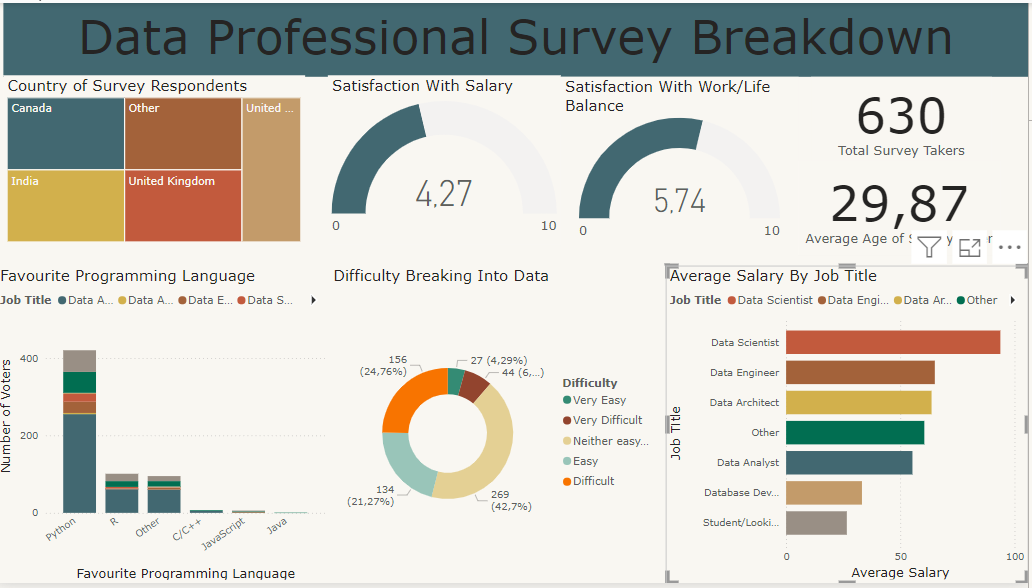 Data Professional Survey Breakdown
Country of Survey Respondents
Canada
Other
United ...
India
United Kingdom
Satisfaction With Salary
4,27
0
10
Satisfaction With Work/Life
Balance
5,74
0
10
630
Total Survey Takers
29,87
Average Age of S
Favourite Programming Language
Job Title Data A... Data A... Data E... Data S...
Number of Voters
400
200
0
Python
R
Other
C/C++
JavaScript
Java
Favourite Programming Language
Difficulty Breaking Into Data
156
(24,76%)
27 (4,29%)
44 (6,...)
134
(21,27%)
269
(42,7%)
Difficulty
Very Easy
Very Difficult
Neither easy...
Easy
Difficult
Average Salary By Job Title
Job Title Data Scientist Data Engi... Data Ar... Other
Job Title
Data Scientist
Data Engineer
Data Architect
Other
Data Analyst
Database Dev...
Student/Looki...
0
50
100
Average Salary